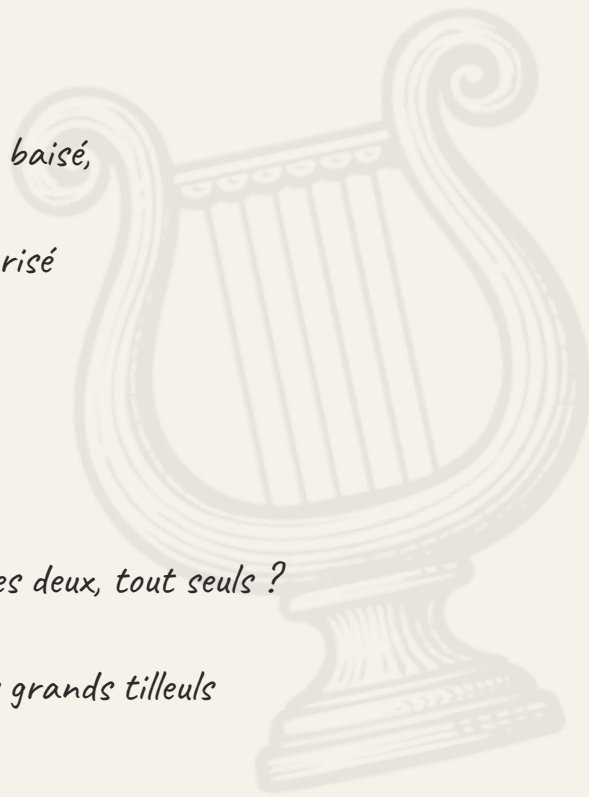 baisé,
risé
es deux, tout seuls ?
grands tilleuls